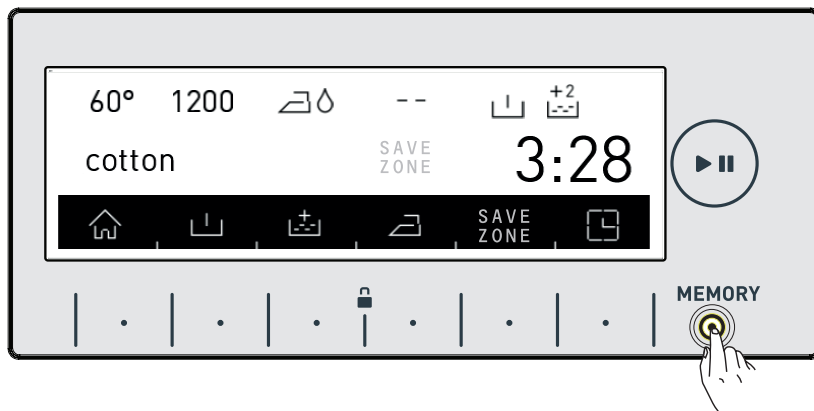 60° 1200 -- +2
cotton SAVE ZONE 3:28
+ SAVE ZONE
MEMORY